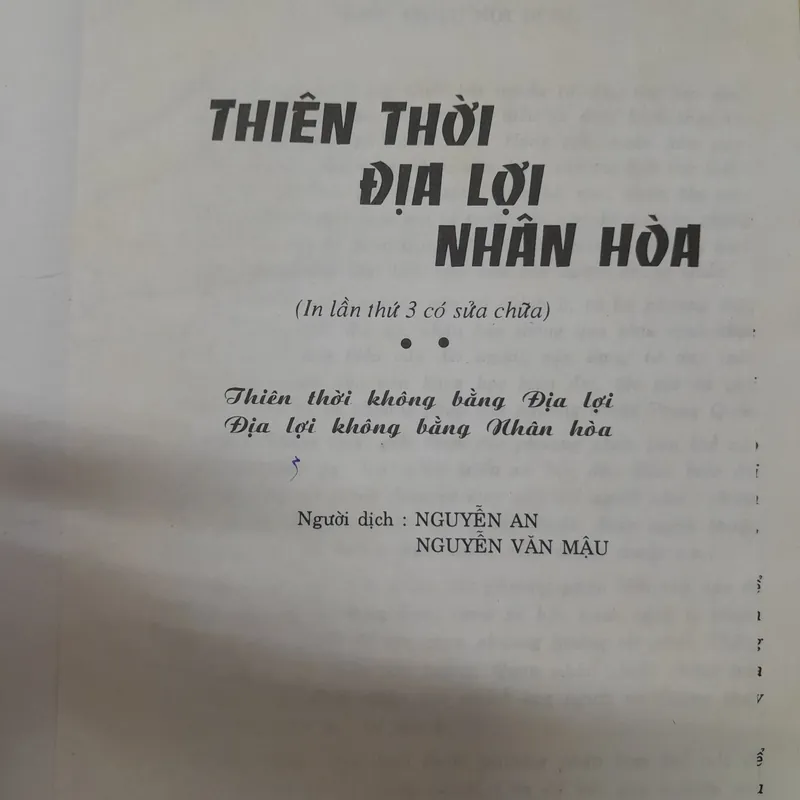 THIÊN THỜI
ĐỊA LỢI
NHÂN HÒA
(In lần thứ 3 có sửa chữa)
Thiên thời không bằng Địa lợi
Địa lợi không bằng Nhân hòa
Người dịch : NGUYỄN AN
NGUYỄN VĂN MẬU